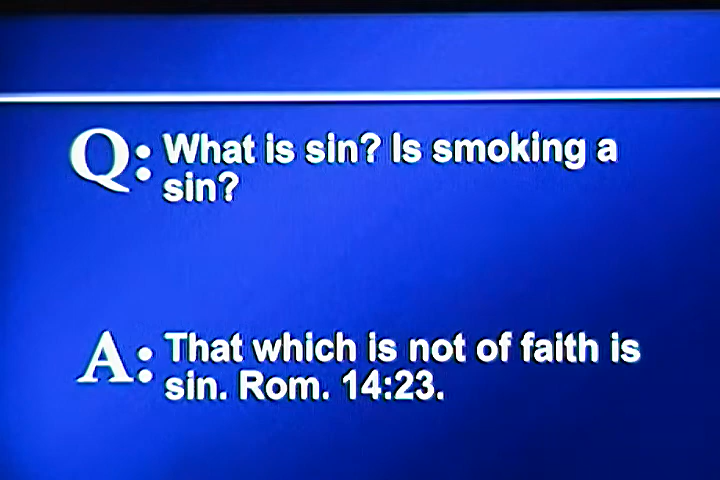 Q: What is sin? Is smoking a
sin?
A: That which is not of faith is
sin. Rom. 14:23.